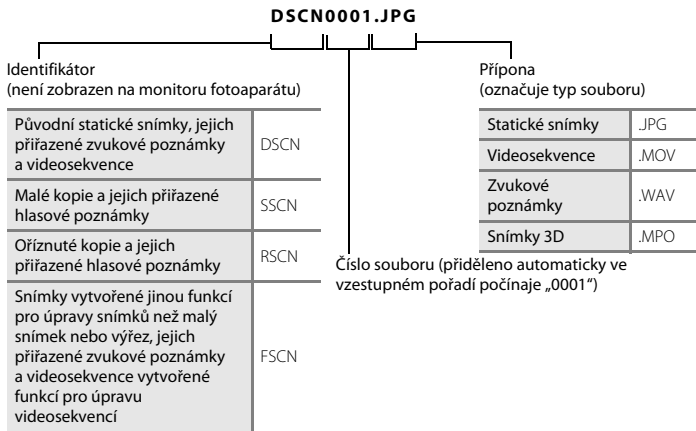 DSCN0001.JPG
Identifikátor
(není zobrazen na monitoru fotoaparátu)
Původní statické snímky, jejich
přiřazené zvukové poznámky
a videosekvence
DSCN
Malé kopie a jejich přiřazené
hlasové poznámky
SSCN
Oříznuté kopie a jejich
přiřazené hlasové poznámky
RSCN
Snímky vytvořené jinou funkcí
pro úpravy snímků než malý
snímek nebo výřez, jejich
přiřazené zvukové poznámky
a videosekvence vytvořené
funkcí pro úpravu
videosekvencí
FSCN
Přípona
(označuje typ souboru)
Statické snímky .JPG
Videosekvence .MOV
Zvukové
poznámky
.WAV
Snímky 3D .MPO
Číslo souboru (přiděleno automaticky ve
vzestupném pořadí počínaje „0001“)